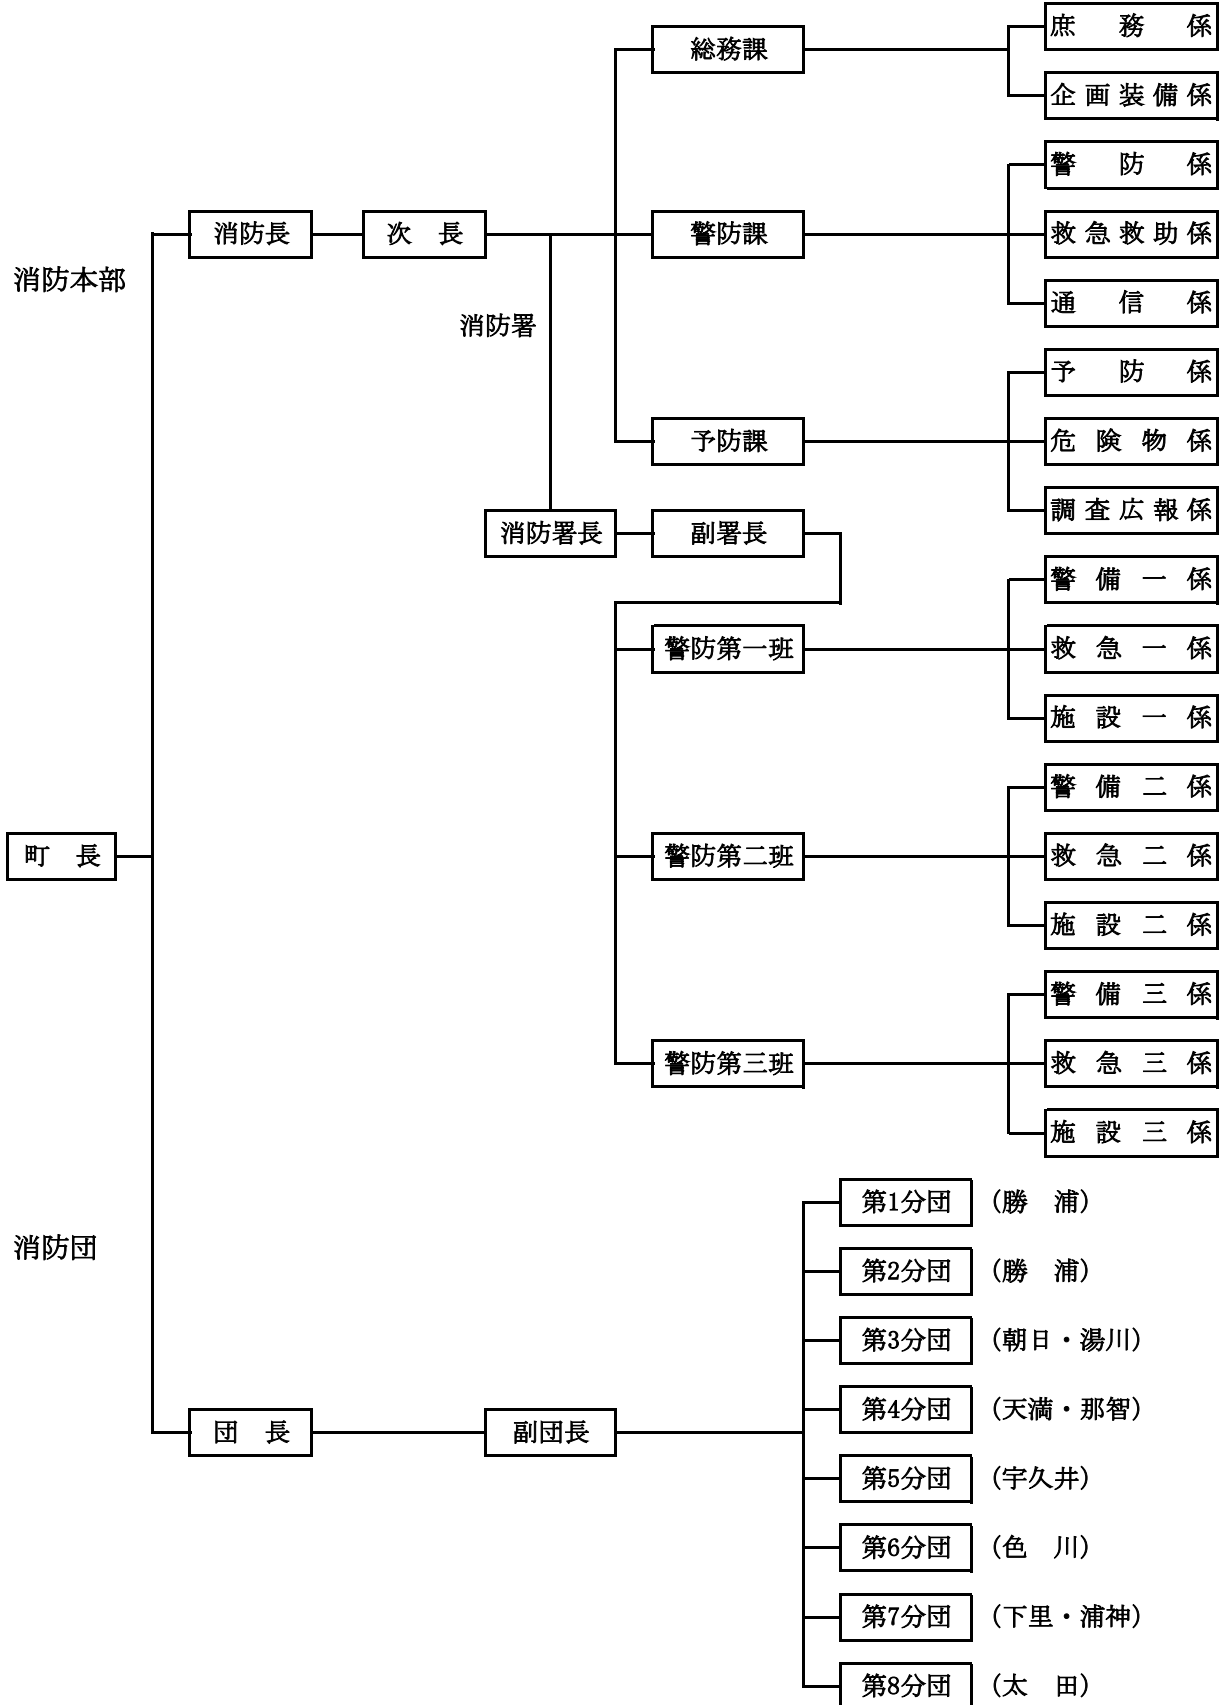 庶　務　係
総務課
企画装備係
警　防　係
消防長
次　長
警防課
救急救助係
消防本部
通　信　係
消防署
予　防　係
予防課
危険物係
調査広報係
消防署長
副署長
警備一係
警防第一班
救急一係
施設一係
警備二係
町　長
警防第二班
救急二係
施設二係
警備三係
警防第三班
救急三係
施設三係
第1分団 （勝　浦）
消防団
第2分団 （勝　浦）
第3分団 （朝日・湯川）
第4分団 （天満・那智）
団　長
副団長
第5分団 （宇久井）
第6分団 （色　川）
第7分団 （下里・浦神）
第8分団 （太　田）